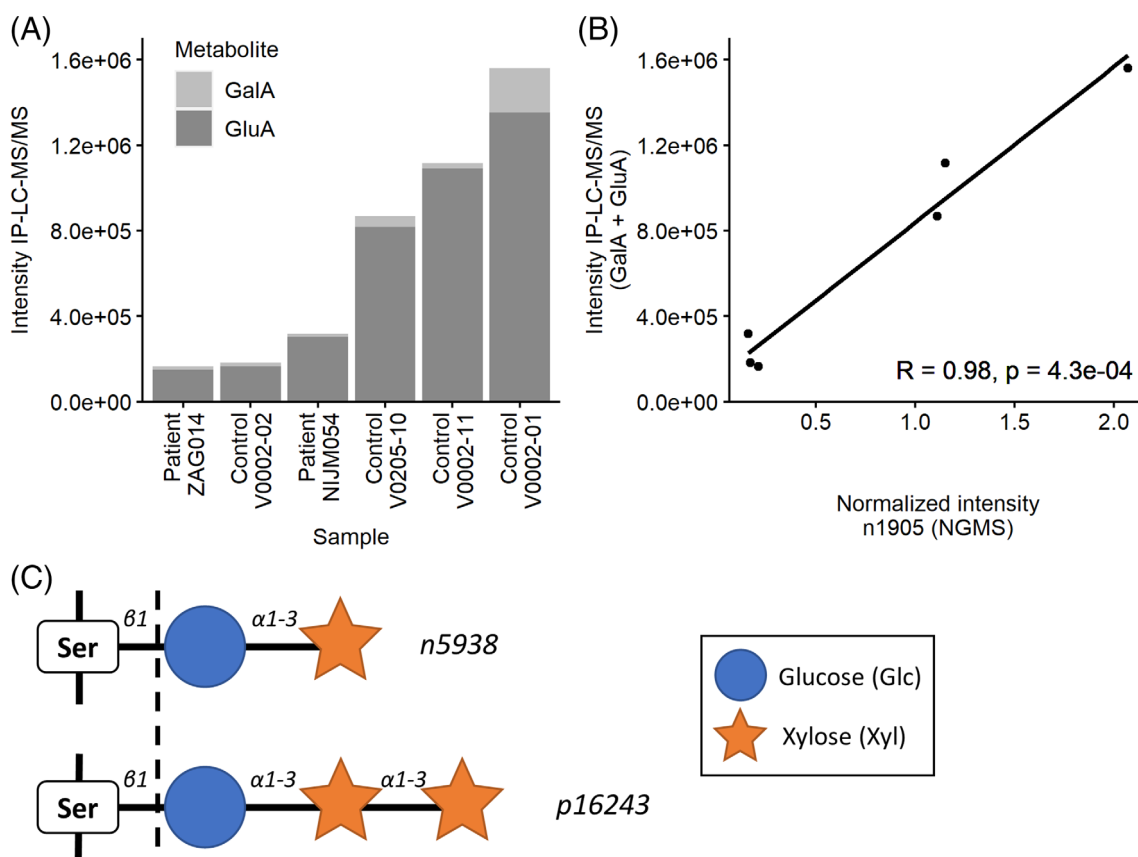 (A)
Intensity IP-LC-MS/MS
1.6e+06
1.2e+06
8.0e+05
4.0e+05
0.0e+00
Metabolite
GalA
GluA
Patient
ZAG014
Control
V0002-02
Patient
NIJM054
Control
V0205-10
Control
V0002-11
Control
V0002-01
Sample
(B)
Intensity IP-LC-MS/MS
(GalA + GluA)
1.6e+06
1.2e+06
8.0e+05
4.0e+05
0.0e+00
R = 0.98, p = 4.3e-04
0.5
1.0
1.5
2.0
Normalized intensity
n1905 (NGMS)
(C)
Ser
β1
α1-3
n5938
Ser
β1
α1-3
α1-3
p16243
Glucose (Glc)
Xylose (Xyl)